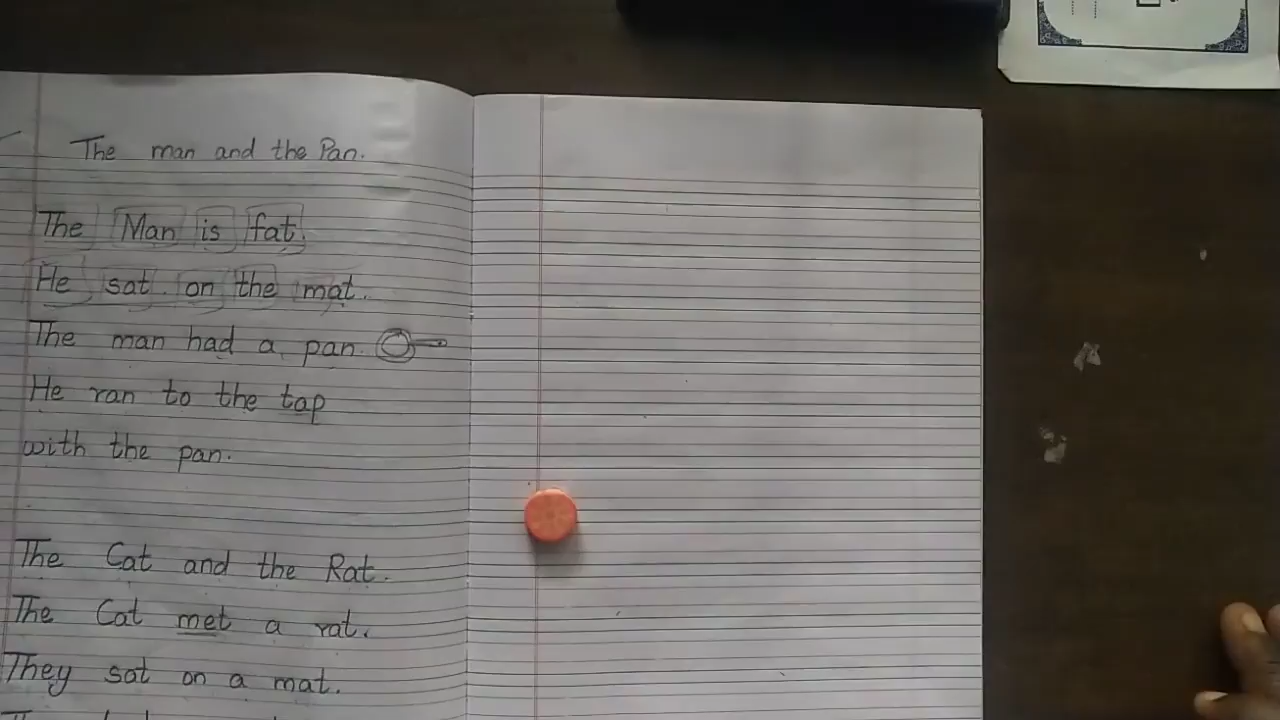 The man and the Pan.
The Man is fat.
He sat on the mat.
The man had a pan.
He ran to the tap
with the pan.
The Cat and the Rat.
The Cat met a rat.
They sat on a mat.